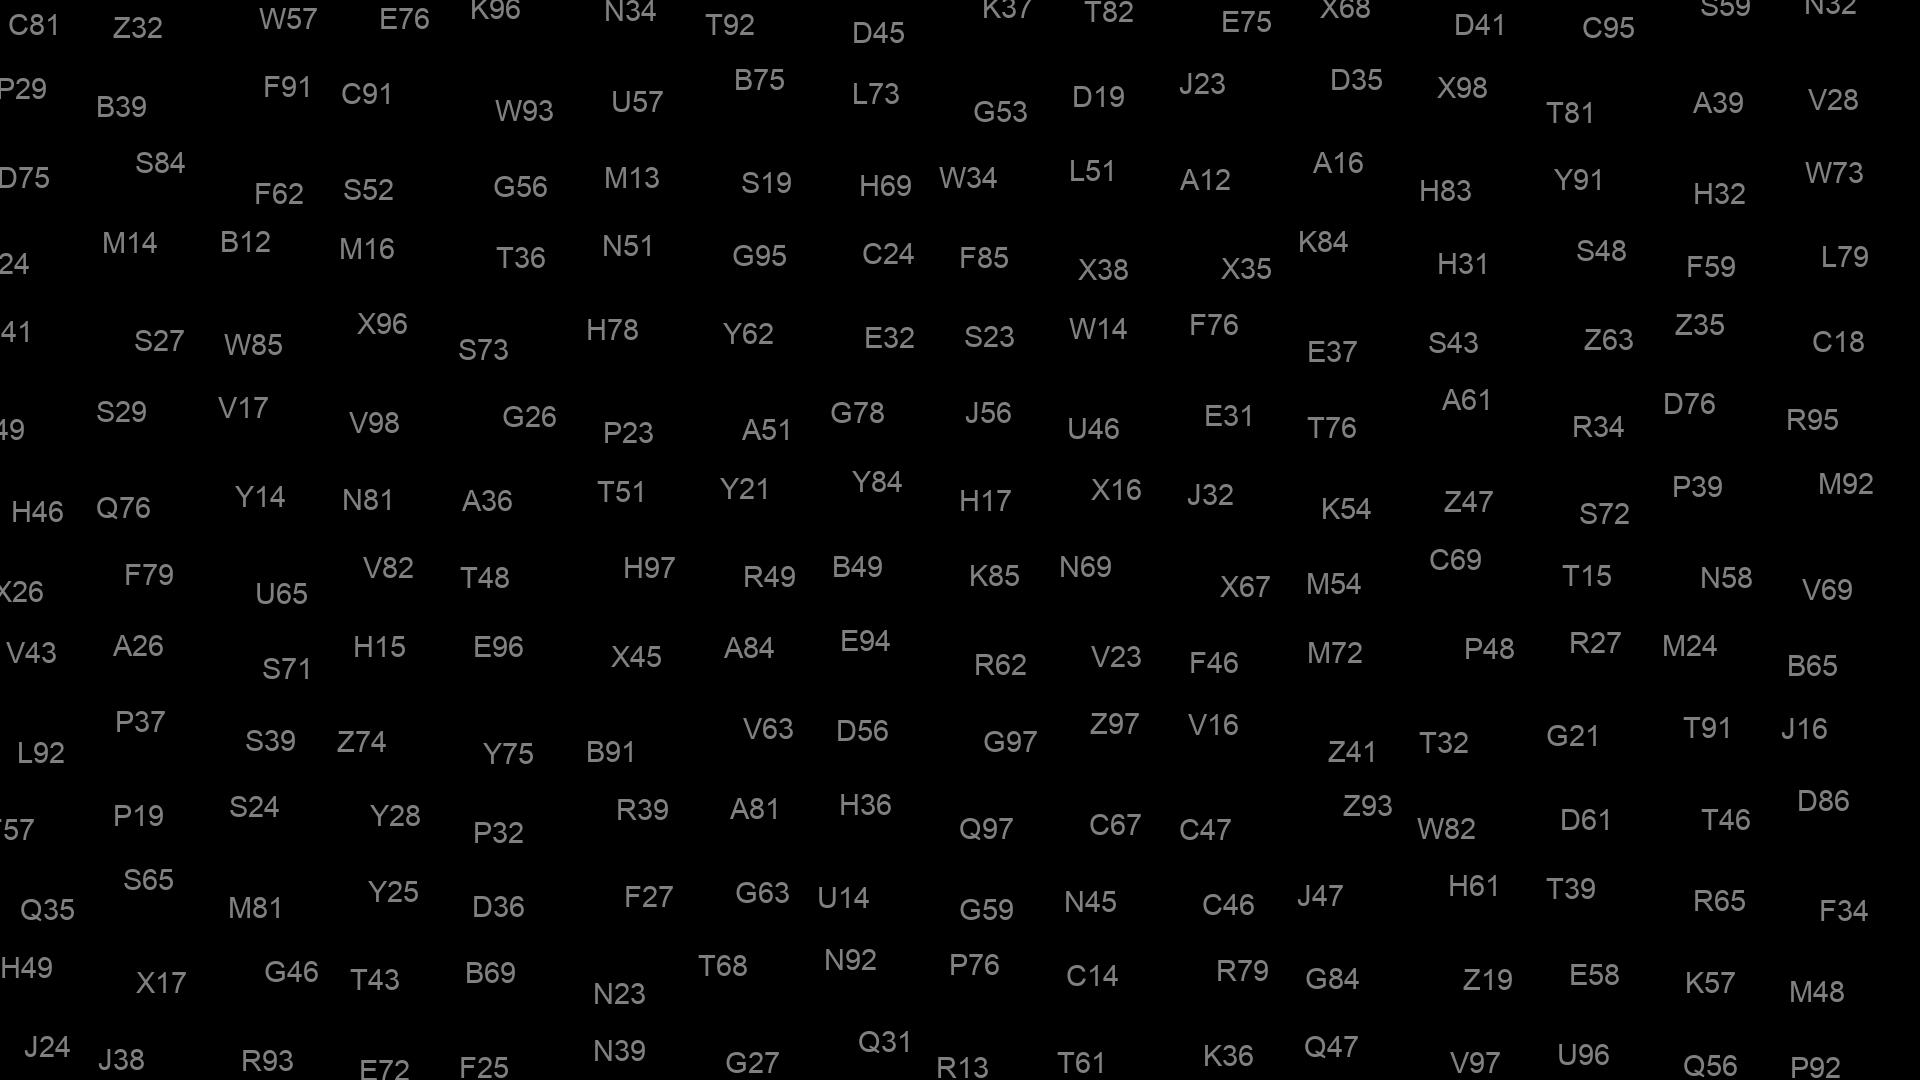 C81 Z32 W57 E76 K96 N34 T92 D45 K37 T82 E75 X68 D41 C95 S59 N32
P29 B39 F91 C91 W93 U57 B75 L73 G53 D19 J23 D35 X98 T81 A39 V28
D75 S84 F62 S52 G56 M13 S19 H69 W34 L51 A12 A16 H83 Y91 H32 W73
24 M14 B12 M16 T36 N51 G95 C24 F85 X38 X35 K84 H31 S48 F59 L79
41 S27 W85 X96 S73 H78 Y62 E32 S23 W14 F76 E37 S43 Z63 Z35 C18
49 S29 V17 V98 G26 P23 A51 G78 J56 U46 E31 T76 A61 R34 D76 R95
H46 Q76 Y14 N81 A36 T51 Y21 Y84 H17 X16 J32 K54 Z47 S72 P39 M92
X26 F79 U65 V82 T48 H97 R49 B49 K85 N69 X67 M54 C69 T15 N58 V69
V43 A26 S71 H15 E96 X45 A84 E94 R62 V23 F46 M72 P48 R27 M24 B65
L92 P37 S39 Z74 Y75 B91 V63 D56 G97 Z97 V16 Z41 T32 G21 T91 J16
57 P19 S24 Y28 P32 R39 A81 H36 Q97 C67 C47 Z93 W82 D61 T46 D86
Q35 S65 M81 Y25 D36 F27 G63 U14 G59 N45 C46 J47 H61 T39 R65 F34
H49 X17 G46 T43 B69 N23 T68 N92 P76 C14 R79 G84 Z19 E58 K57 M48
J24 J38 R93 E72 F25 N39 G27 Q31 R13 T61 K36 Q47 V97 U96 Q56 P92